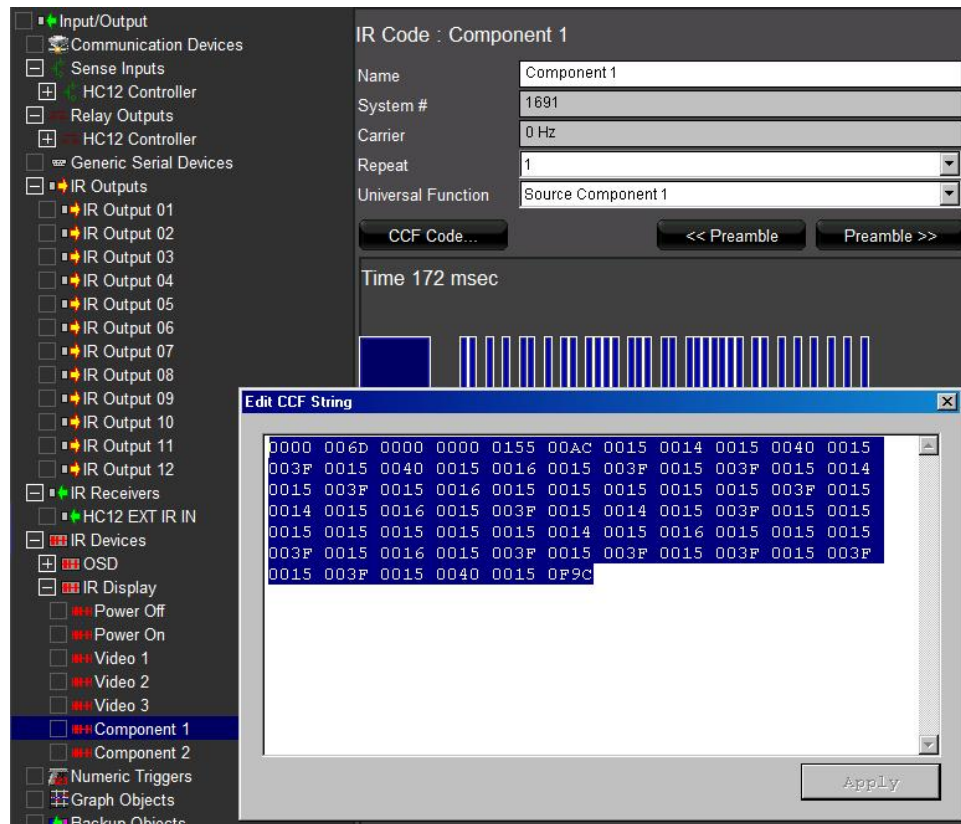 Input/Output
Communication Devices
Sense Inputs
HC12 Controller
Relay Outputs
HC12 Controller
Generic Serial Devices
IR Outputs
IR Output 01
IR Output 02
IR Output 03
IR Output 04
IR Output 05
IR Output 06
IR Output 07
IR Output 08
IR Output 09
IR Output 10
IR Output 11
IR Output 12
IR Receivers
HC12 EXT IR IN
IR Devices
OSD
IR Display
Power Off
Power On
Video 1
Video 2
Video 3
Component 1
Component 2
Numeric Triggers
Graph Objects
Backup Objects
IR Code : Component 1
Name Component 1
System # 1691
Carrier 0 Hz
Repeat 1
Universal Function Source Component 1
CCF Code... << Preamble Preamble >>
Time 172 msec
Edit CCF String
0000 006D 0000 0000 0155 00AC 0015 0014 0015 0040 0015
003F 0015 0040 0015 0016 0015 003F 0015 003F 0015 0014
0015 003F 0015 0016 0015 0015 0015 0015 0015 003F 0015
0014 0015 0016 0015 003F 0015 0014 0015 003F 0015 0015
0015 0015 0015 0015 0015 0014 0015 0016 0015 0015 0015
003F 0015 0016 0015 003F 0015 003F 0015 003F 0015 003F
0015 003F 0015 0040 0015 0F9C
Apply